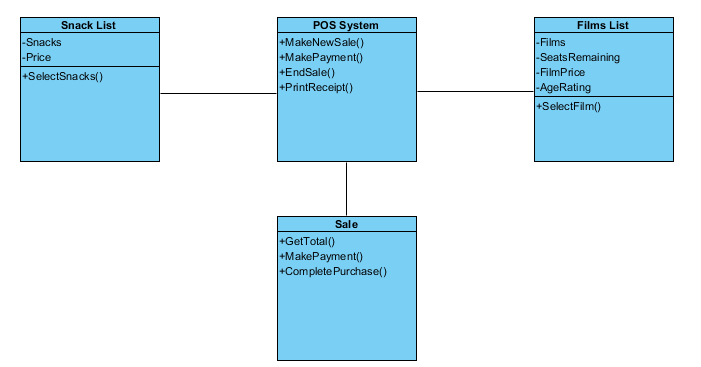 Snack List
-Snacks
-Price
+SelectSnacks()
POS System
+MakeNewSale()
+MakePayment()
+EndSale()
+PrintReceipt()
Films List
-Films
-SeatsRemaining
-FilmPrice
-AgeRating
+SelectFilm()
Sale
+GetTotal()
+MakePayment()
+CompletePurchase()